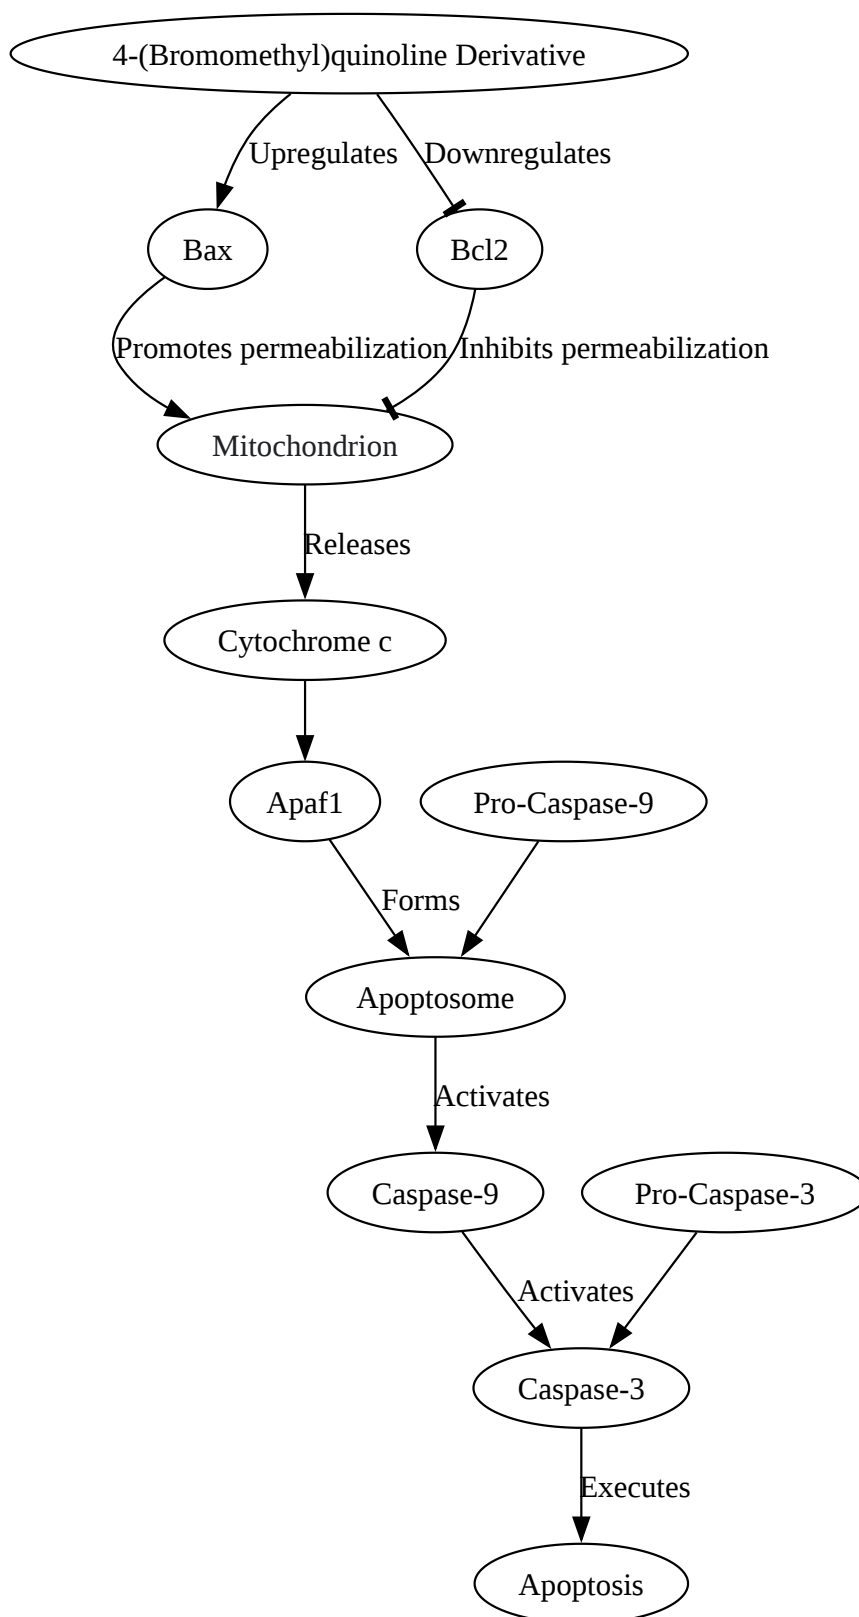 4-(Bromomethyl)quinoline Derivative
Upregulates
Downregulates
Bax
Bcl2
Promotes permeabilization
Inhibits permeabilization
Mitochondrion
Releases
Cytochrome c
Apaf1
Pro-Caspase-9
Forms
Apoptosome
Activates
Caspase-9
Pro-Caspase-3
Activates
Caspase-3
Executes
Apoptosis